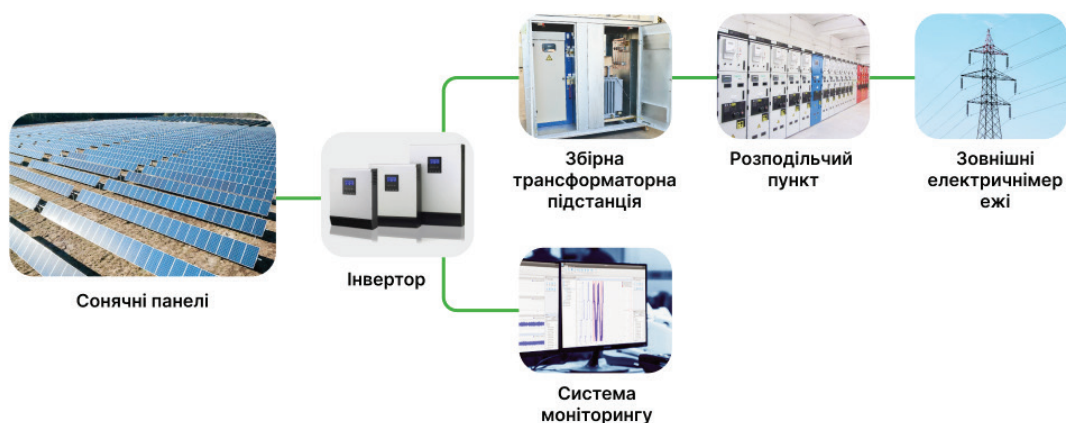 Сонячні панелі
Інвертор
Збірна
трансформаторна
підстанція
Розподільчий
пункт
Зовнішні
електричнімер
ежі
Система
моніторингу